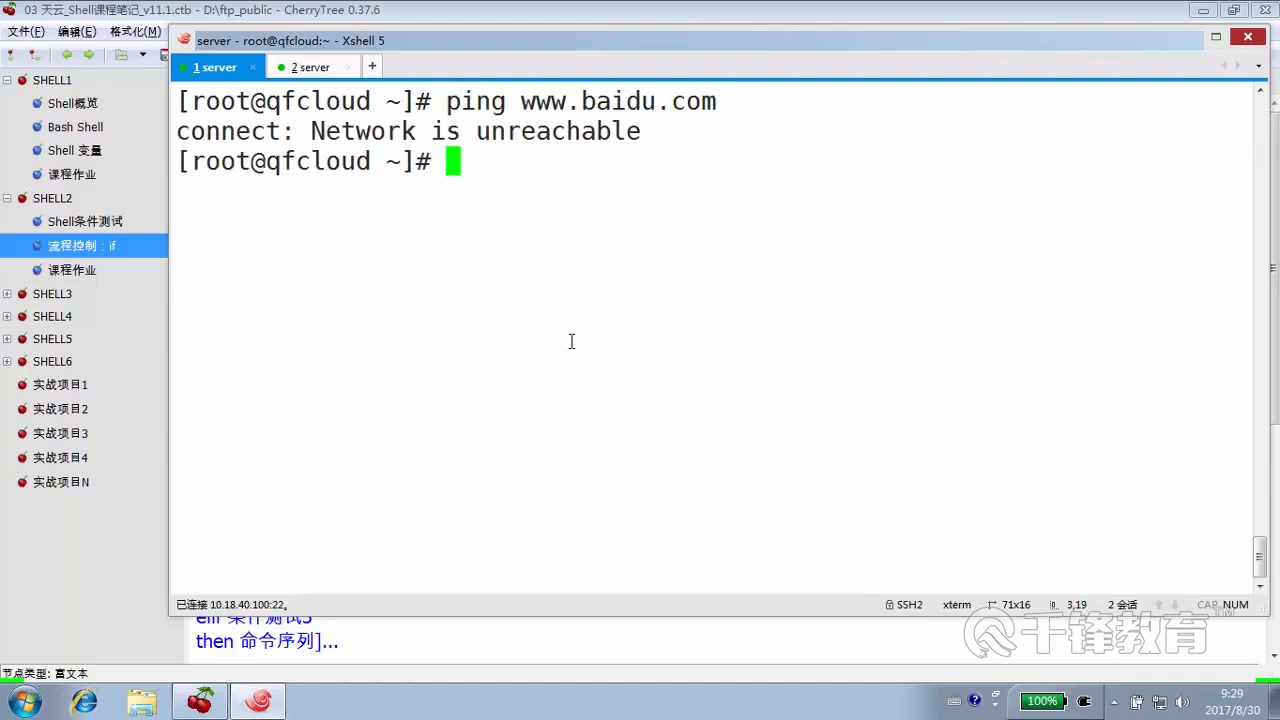 03 天云_Shell课程笔记_v11.1.ctb - D:\ftp_public - CherryTree 0.37.6
文件(F) 编辑(E) 格式化(M)
server - root@qfcloud:~ - Xshell 5
1 server
2 server
[root@qfcloud ~]# ping www.baidu.com
connect: Network is unreachable
[root@qfcloud ~]#
SHELL1
Shell概览
Bash Shell
Shell 变量
课程作业
SHELL2
Shell条件测试
流程控制：if
课程作业
SHELL3
SHELL4
SHELL5
SHELL6
实战项目1
实战项目2
实战项目3
实战项目4
实战项目N
已连接 10.18.40.100:22。 SSH2 xterm 71x16 3,19 2 会话 CAP NUM
elif 条件测试3
then 命令序列]...
千锋教育 TM
节点类型: 富文本
100%
9:29
2017/8/30